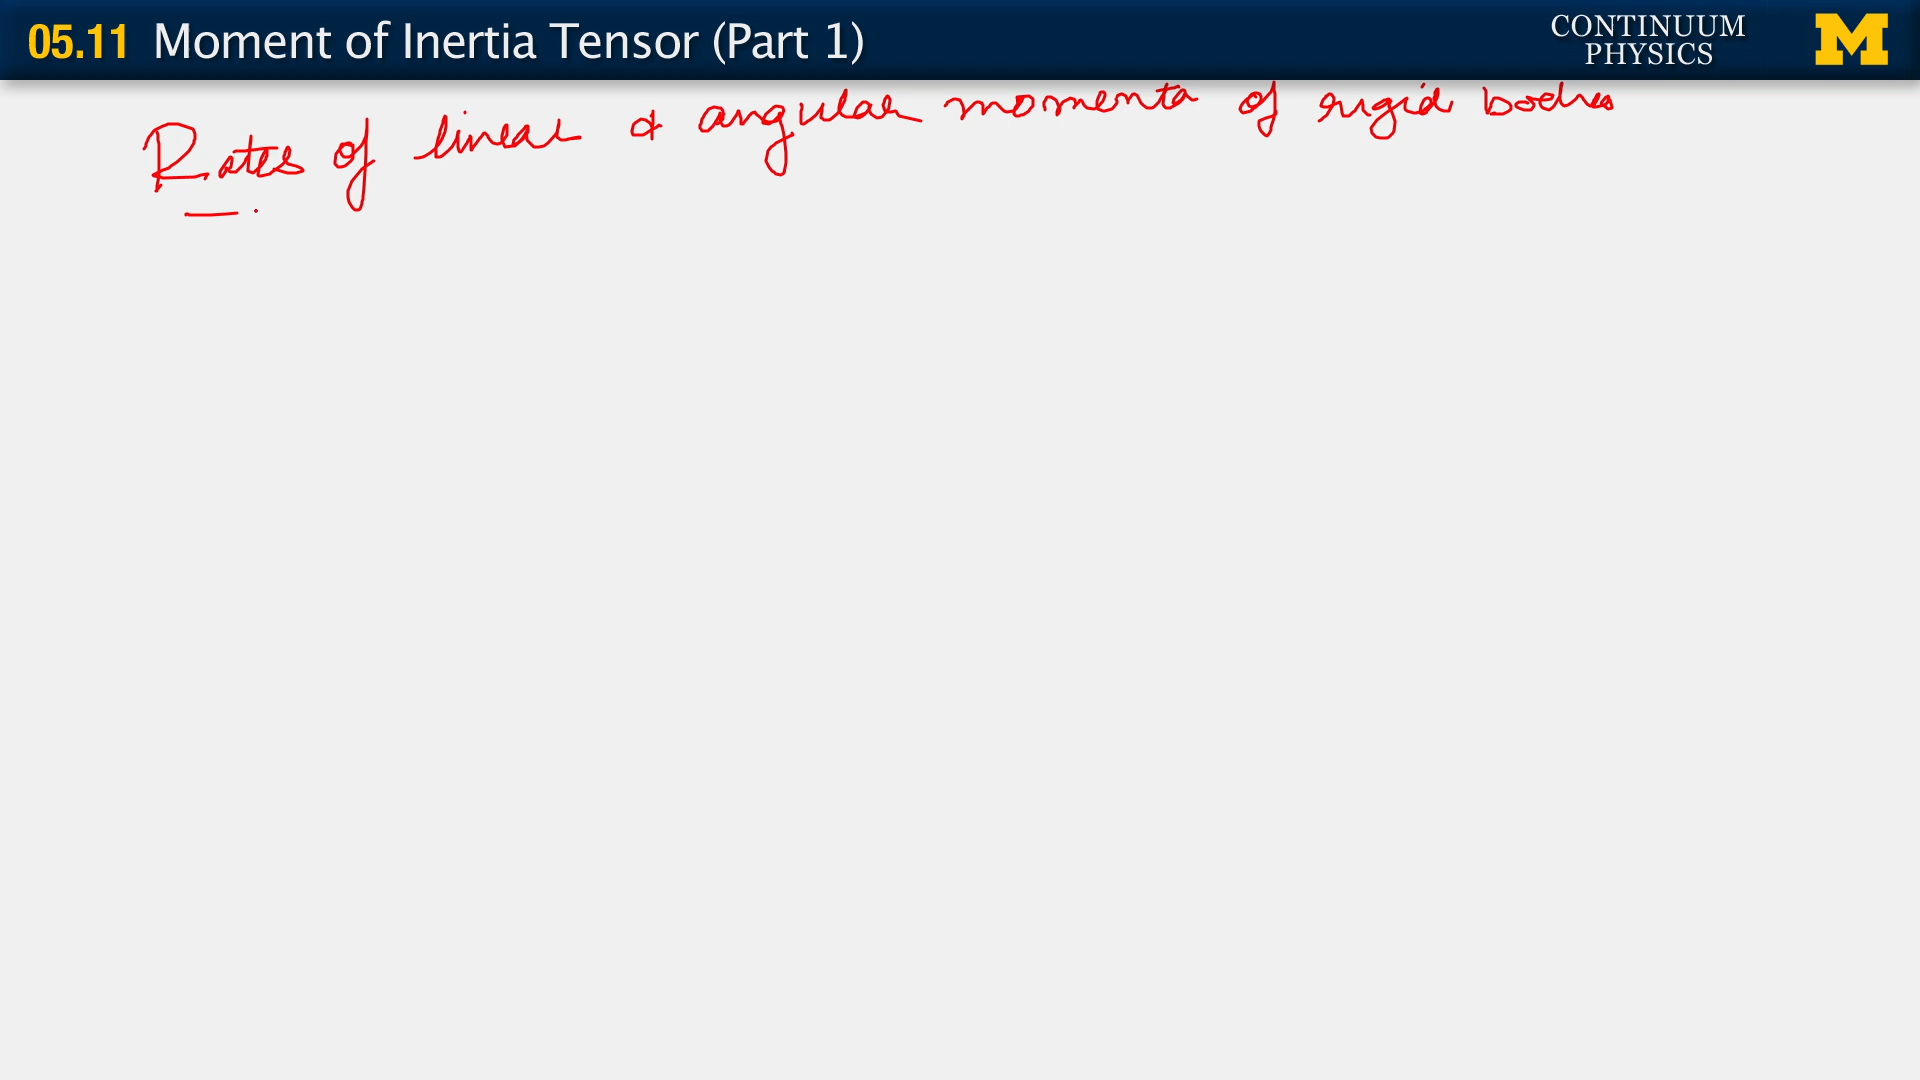 05.11 Moment of Inertia Tensor (Part 1)
CONTINUUM
PHYSICS
M
Rates of linear & angular momenta of rigid bodies